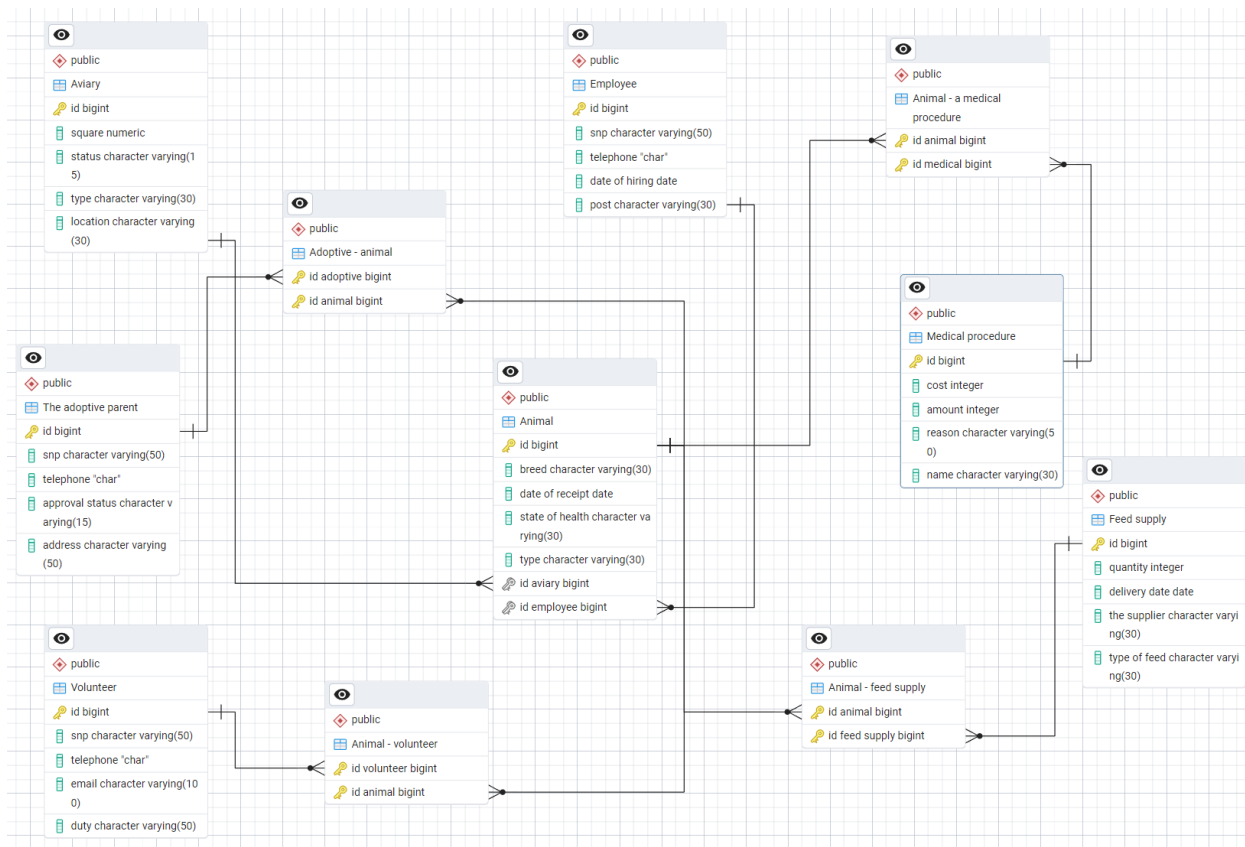 public
Aviary
id bigint
square numeric
status character varying(1
5)
type character varying(30)
location character varying
(30)
public
Employee
id bigint
snp character varying(50)
telephone "char"
date of hiring date
post character varying(30)
public
Animal - a medical
procedure
id animal bigint
id medical bigint
public
Adoptive - animal
id adoptive bigint
id animal bigint
public
Medical procedure
id bigint
cost integer
amount integer
reason character varying(5
0)
name character varying(30)
public
The adoptive parent
id bigint
snp character varying(50)
telephone "char"
approval status character v
arying(15)
address character varying
(50)
public
Animal
id bigint
breed character varying(30)
date of receipt date
state of health character va
rying(30)
type character varying(30)
id aviary bigint
id employee bigint
public
Feed supply
id bigint
quantity integer
delivery date date
the supplier character varyi
ng(30)
type of feed character varyi
ng(30)
public
Volunteer
id bigint
snp character varying(50)
telephone "char"
email character varying(10
0)
duty character varying(50)
public
Animal - volunteer
id volunteer bigint
id animal bigint
public
Animal - feed supply
id animal bigint
id feed supply bigint